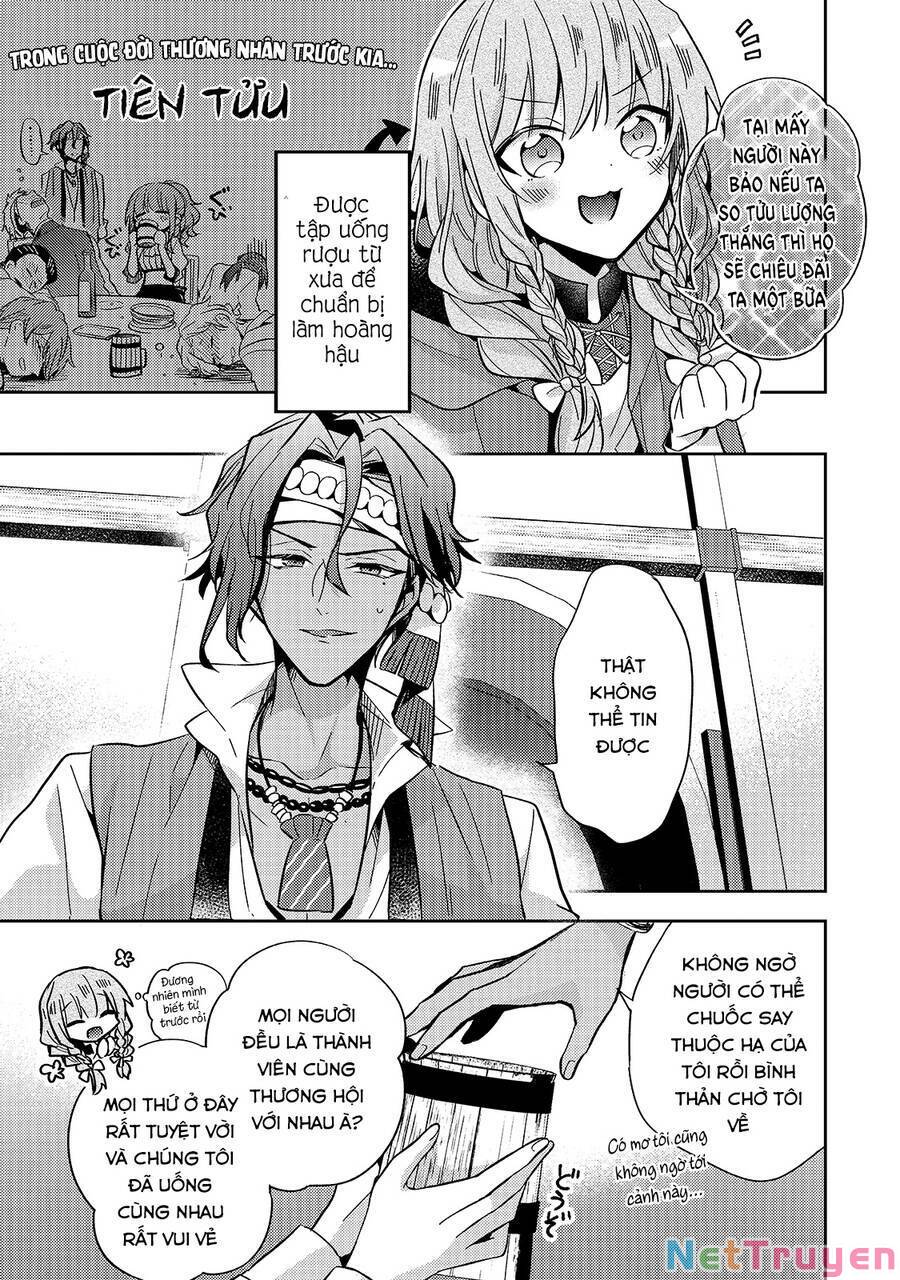 TẠI MẤY
NGƯỜI NÀY
BẢO NẾU TA
SO TỬU LƯỢNG
THẮNG THÌ HỌ
SẼ CHIÊU ĐÃI
TA MỘT BỮA
TRONG CUỘC ĐỜI THƯƠNG NHÂN TRƯỚC KIA...
TIÊN TỬU
Được
tập uống
rượu từ
xưa để
chuẩn bị
làm hoàng
hậu
THẬT
KHÔNG
THỂ TIN
ĐƯỢC
KHÔNG NGỜ
NGƯỜI CÓ THỂ
CHUỐC SAY
THUỘC HẠ CỦA
TÔI RỒI BÌNH
THẢN CHỜ TÔI
VỀ
Có mơ tôi cũng
không ngờ tới
cảnh này...
どうぞ
MỌI NGƯỜI
ĐỀU LÀ THÀNH
VIÊN CÙNG
THƯƠNG HỘI
VỚI NHAU À?
Đương
nhiên mình
biết từ
trước rồi
MỌI THỨ Ở ĐÂY
RẤT TUYỆT VỜI
VÀ CHÚNG TÔI
ĐÃ UỐNG
CÙNG NHAU
RẤT VUI VẺ
NetTruyen